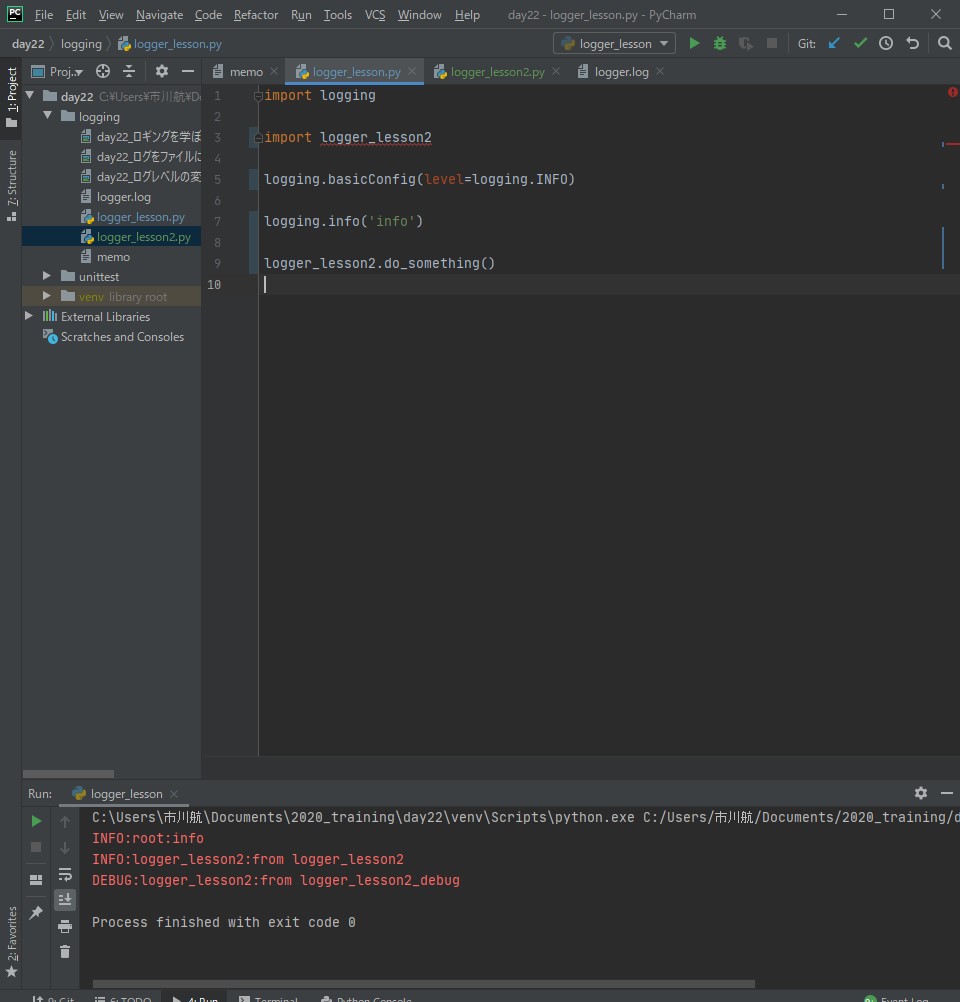 PC File Edit View Navigate Code Refactor Run Tools VCS Window Help day22 - logger_lesson.py - PyCharm
day22 logging logger_lesson.py logger_lesson Git:
1: Project
Proj..
memo logger_lesson.py logger_lesson2.py logger.log
day22 C:¥Users¥市川航¥D
logging
day22_ロギングを学ぼ
day22_ログをファイルに
day22_ログレベルの変
logger.log
logger_lesson.py
logger_lesson2.py
memo
unittest
venv library root
External Libraries
Scratches and Consoles
7: Structure
2: Favorites
1 import logging
2
3 import logger_lesson2
4
5 logging.basicConfig(level=logging.INFO)
6
7 logging.info('info')
8
9 logger_lesson2.do_something()
10
Run: logger_lesson
C:\Users\市川航\Documents\2020_training\day22\venv\Scripts\python.exe C:/Users/市川航/Documents/2020_training/d
INFO:root:info
INFO:logger_lesson2:from logger_lesson2
DEBUG:logger_lesson2:from logger_lesson2_debug
Process finished with exit code 0
9: Git 6: TODO 4: Run Terminal Python Console Event Log